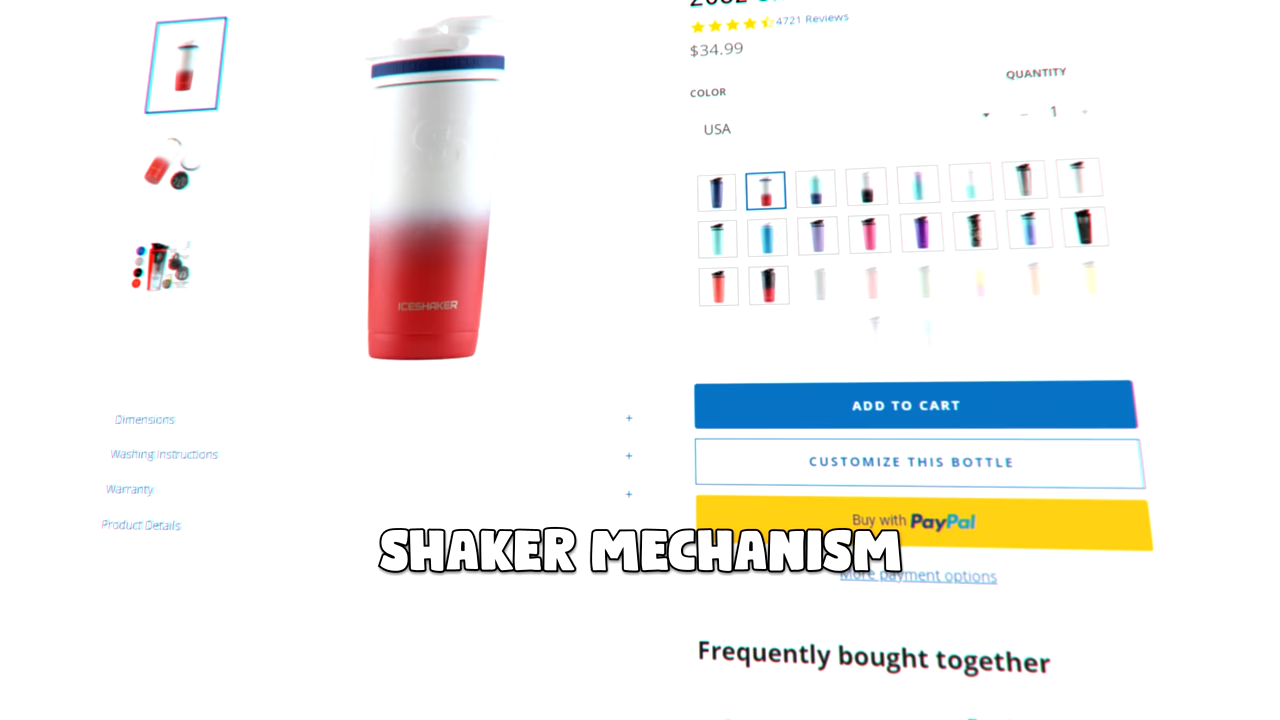 4721 Reviews
$34.99
COLOR
QUANTITY
USA
1
ICESHAKER
ADD TO CART
CUSTOMIZE THIS BOTTLE
Buy with PayPal
More payment options
Dimensions
Washing Instructions
Warranty
Product Details
SHAKER MECHANISM
Frequently bought together